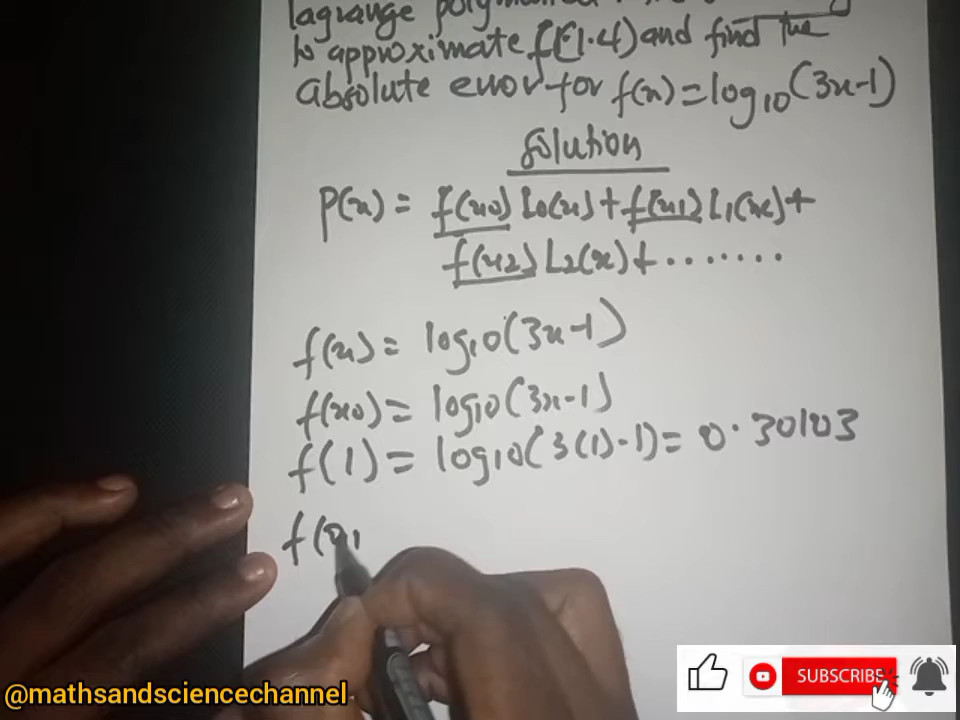 lagrange
to approximate f(1.4) and find the
absolute error for f(x)=log10(3x-1)
Solution
P(x) = f(x0) L0(x) + f(x1) L1(x) +
f(x2) L2(x) + .......
f(x) = log10(3x-1)
f(x0) = log10(3x-1)
f(1) = log10(3(1)-1) = 0.30103
f(x1
SUBSCRIBE
@mathsandsciencechannel